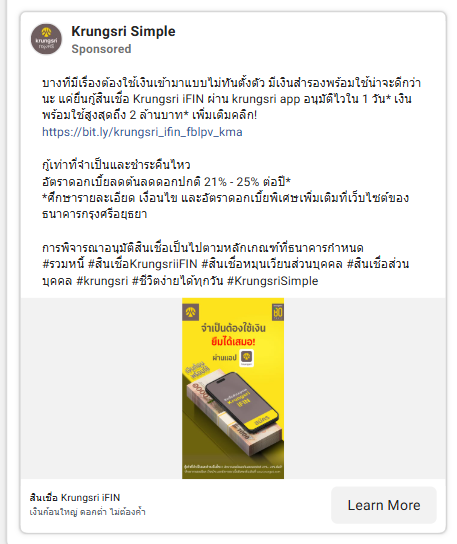 Krungsri Simple
Sponsored
krungsri
กรุงศรี
บางทีมีเรื่องต้องใช้เงินเข้ามาแบบไม่ทันตั้งตัว มีเงินสำรองพร้อมใช้น่าจะดีกว่า
นะ แค่ยื่นกู้สินเชื่อ Krungsri iFIN ผ่าน krungsri app อนุมัติไวใน 1 วัน* เงิน
พร้อมใช้สูงสุดถึง 2 ล้านบาท* เพิ่มเติมคลิก!
https://bit.ly/krungsri_ifin_fblpv_kma
กู้เท่าที่จำเป็นและชำระคืนไหว
อัตราดอกเบี้ยลดต้นลดดอกปกติ 21% - 25% ต่อปี*
*ศึกษารายละเอียด เงื่อนไข และอัตราดอกเบี้ยพิเศษเพิ่มเติมที่เว็บไซต์ของ
ธนาคารกรุงศรีอยุธยา
การพิจารณาอนุมัติสินเชื่อเป็นไปตามหลักเกณฑ์ที่ธนาคารกำหนด
#รวมหนี้ #สินเชื่อKrungsriiFIN #สินเชื่อหมุนเวียนส่วนบุคคล #สินเชื่อส่วน
บุคคล #krungsri #ชีวิตง่ายได้ทุกวัน #KrungsriSimple
จำเป็นต้องใช้เงิน
ยืมได้เสมอ!
ผ่านแอป
Krungsri
iFIN
สมัคร
สินเชื่อ Krungsri iFIN
เงินก้อนใหญ่ ดอกต่ำ ไม่ต้องค้ำ
Learn More